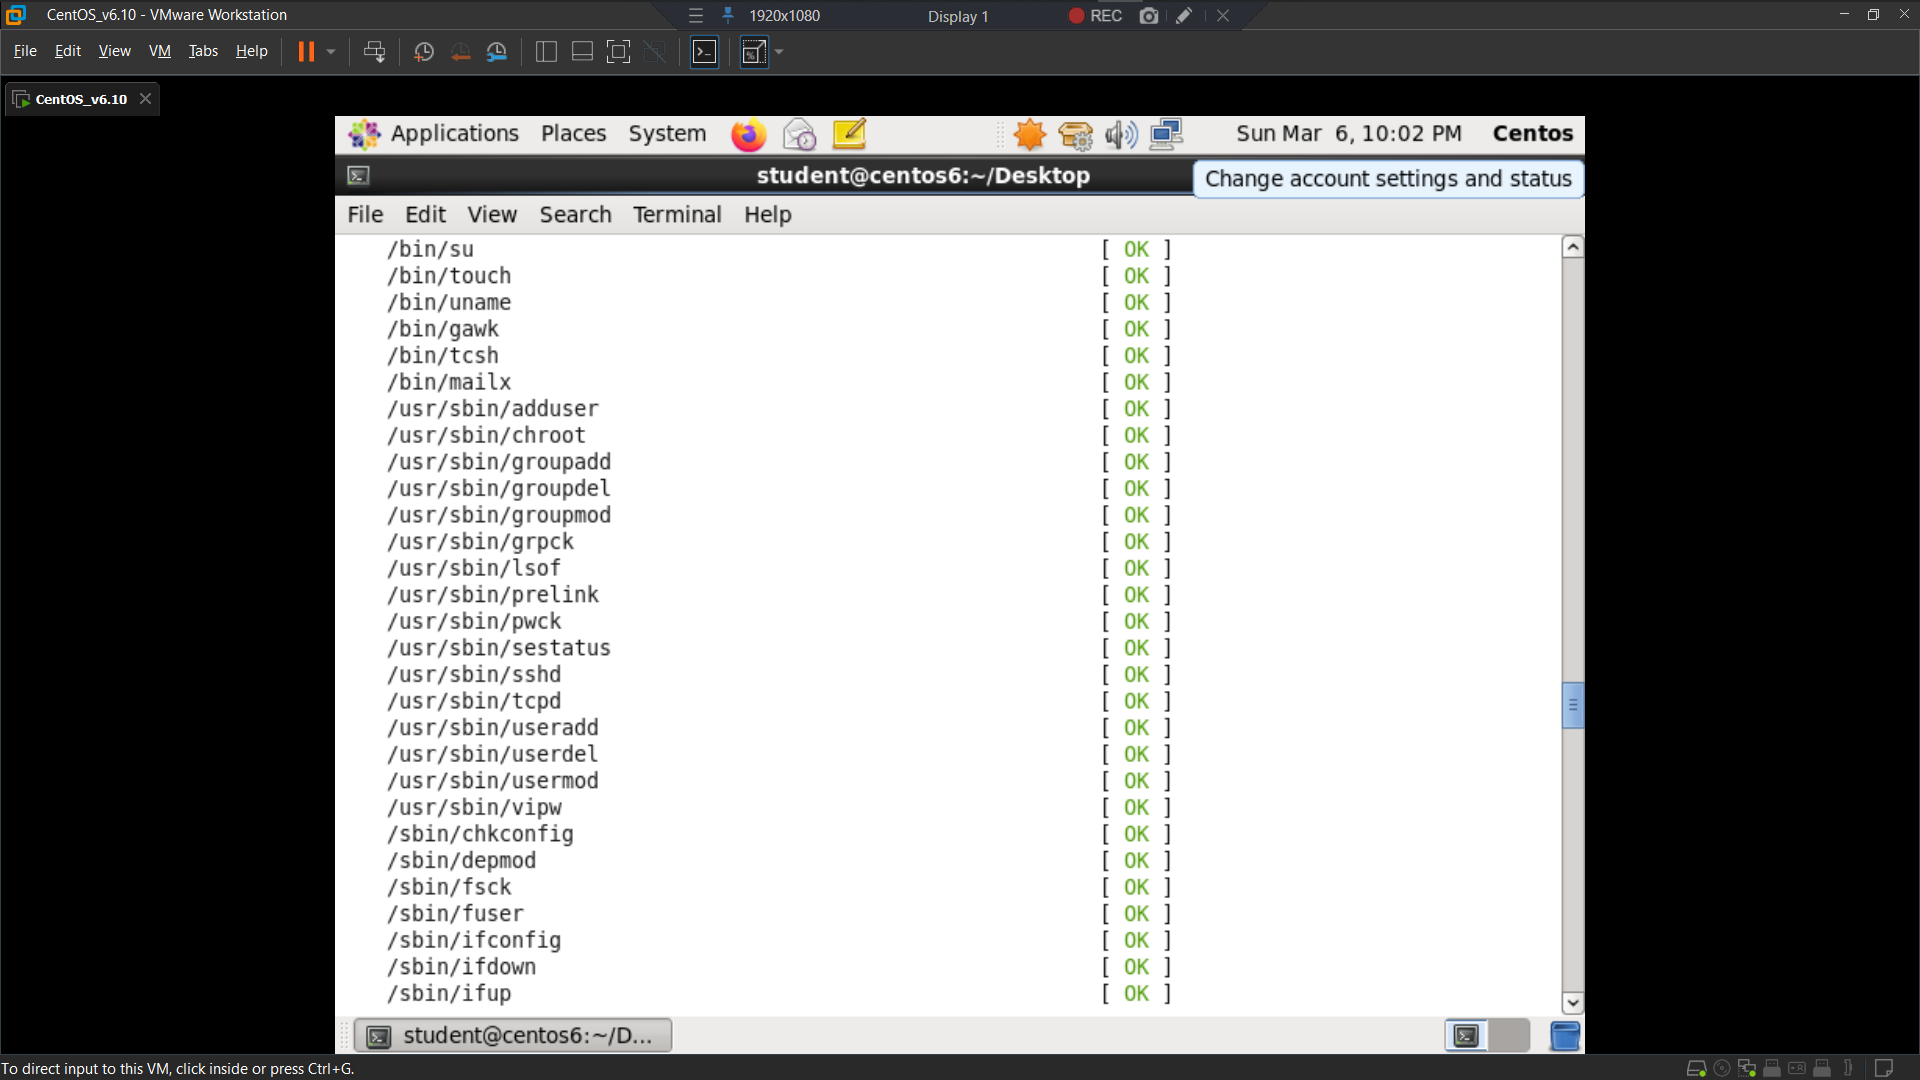 CentOS_v6.10 - VMware Workstation
1920x1080
Display 1
REC
File Edit View VM Tabs Help
CentOS_v6.10
Applications Places System
Sun Mar 6, 10:02 PM Centos
student@centos6:~/Desktop
Change account settings and status
File Edit View Search Terminal Help
/bin/su [ OK ]
/bin/touch [ OK ]
/bin/uname [ OK ]
/bin/gawk [ OK ]
/bin/tcsh [ OK ]
/bin/mailx [ OK ]
/usr/sbin/adduser [ OK ]
/usr/sbin/chroot [ OK ]
/usr/sbin/groupadd [ OK ]
/usr/sbin/groupdel [ OK ]
/usr/sbin/groupmod [ OK ]
/usr/sbin/grpck [ OK ]
/usr/sbin/lsof [ OK ]
/usr/sbin/prelink [ OK ]
/usr/sbin/pwck [ OK ]
/usr/sbin/sestatus [ OK ]
/usr/sbin/sshd [ OK ]
/usr/sbin/tcpd [ OK ]
/usr/sbin/useradd [ OK ]
/usr/sbin/userdel [ OK ]
/usr/sbin/usermod [ OK ]
/usr/sbin/vipw [ OK ]
/sbin/chkconfig [ OK ]
/sbin/depmod [ OK ]
/sbin/fsck [ OK ]
/sbin/fuser [ OK ]
/sbin/ifconfig [ OK ]
/sbin/ifdown [ OK ]
/sbin/ifup [ OK ]
student@centos6:~/D...
To direct input to this VM, click inside or press Ctrl+G.